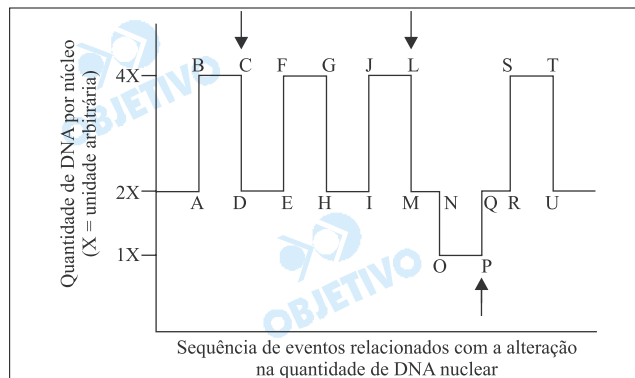 B C F G J L S T
4X
OBJETIVO
Quantidade de DNA por núcleo
(X = unidade arbitrária)
2X
A D E H I M N Q R U
1X
O P
OBJETIVO
Sequência de eventos relacionados com a alteração
na quantidade de DNA nuclear